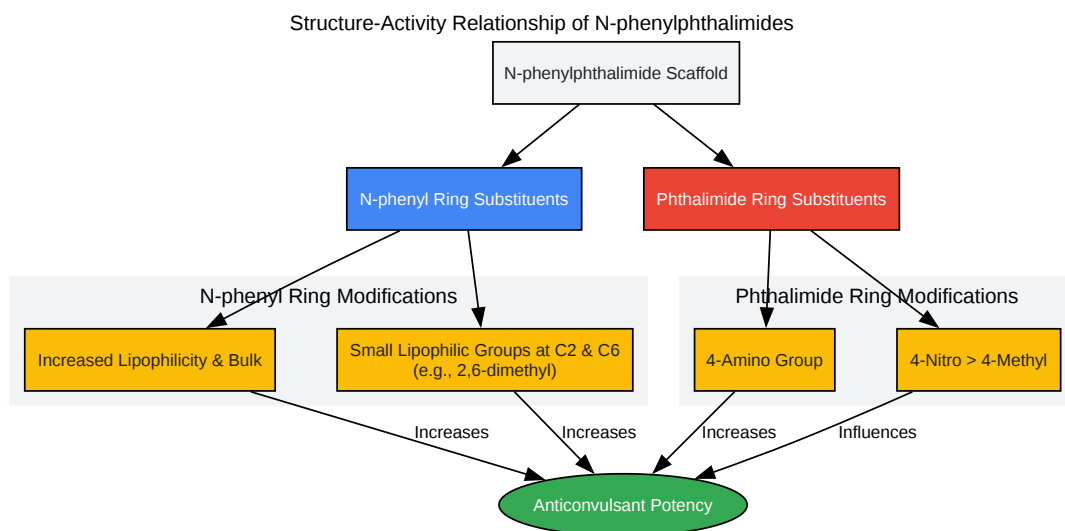 Structure-Activity Relationship of N-phenylphthalimides
N-phenylphthalimide Scaffold
N-phenyl Ring Substituents
Phthalimide Ring Substituents
N-phenyl Ring Modifications
Phthalimide Ring Modifications
Increased Lipophilicity & Bulk
Small Lipophilic Groups at C2 & C6
(e.g., 2,6-dimethyl)
4-Amino Group
4-Nitro > 4-Methyl
Increases
Increases
Increases
Influences
Anticonvulsant Potency